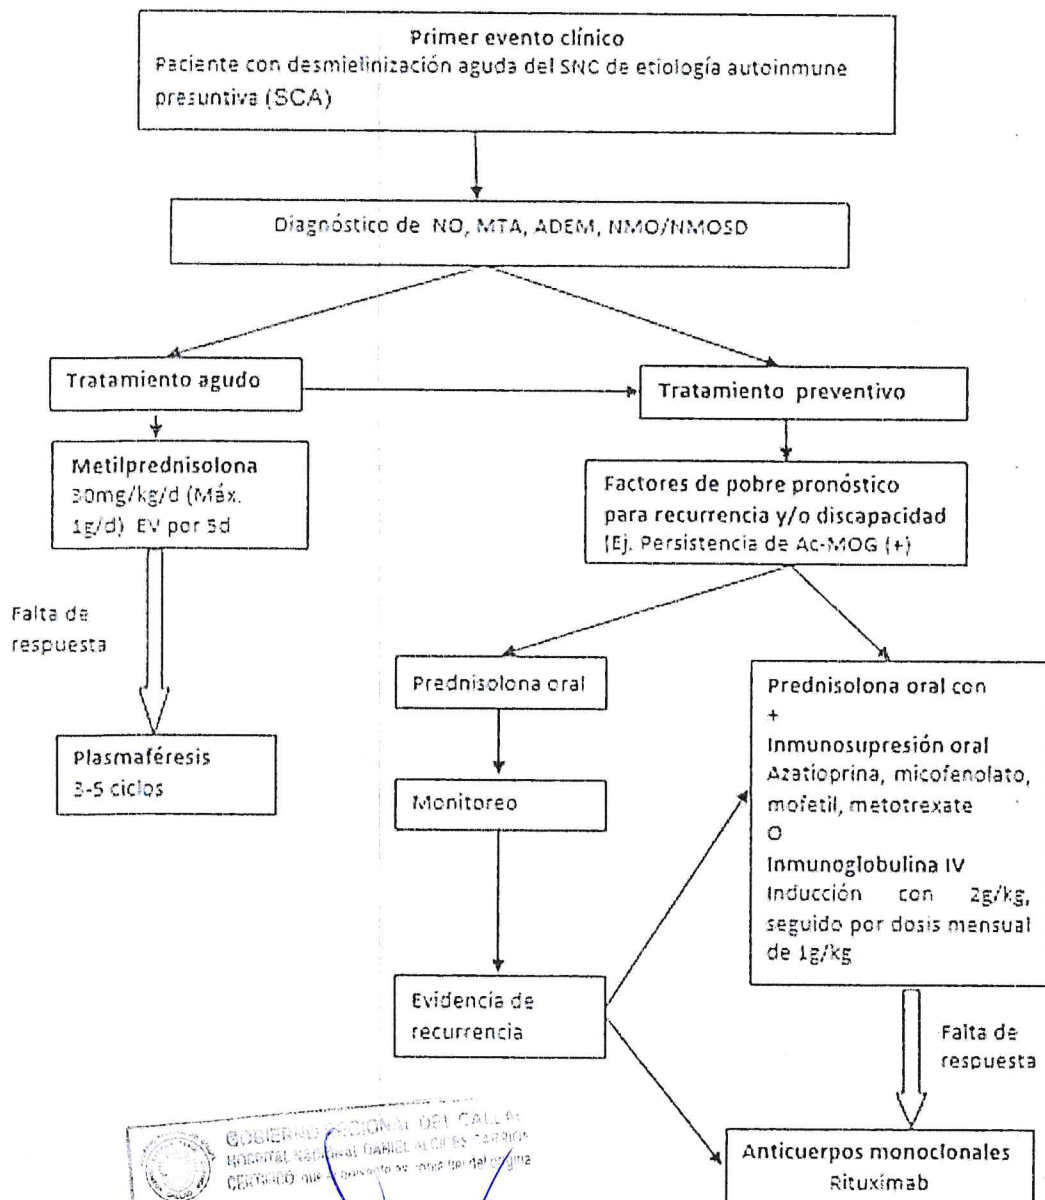 Primer evento clínico
Paciente con desmielinización aguda del SNC de etiología autoinmune
presuntiva (SCA)
Diagnóstico de NO, MTA, ADEM, NMO/NMOSD
Tratamiento agudo
Tratamiento preventivo
Metilprednisolona
30mg/kg/d (Máx.
1g/d) EV por 5d
Factores de pobre pronóstico
para recurrencia y/o discapacidad
(Ej. Persistencia de Ac-MOG (+)
Falta de
respuesta
Plasmaféresis
3-5 ciclos
Prednisolona oral
Monitoreo
Evidencia de
recurrencia
Prednisolona oral con
+
Inmunosupresión oral
Azatioprina, micofenolato,
mofetil, metotrexate
O
Inmunoglobulina IV
Inducción con 2g/kg,
seguido por dosis mensual
de 1g/kg
Falta de
respuesta
Anticuerpos monoclonales
Rituximab
GOBIERNO REGIONAL DEL
HOSPITAL NACIONAL DANIEL
CERTIFICO que